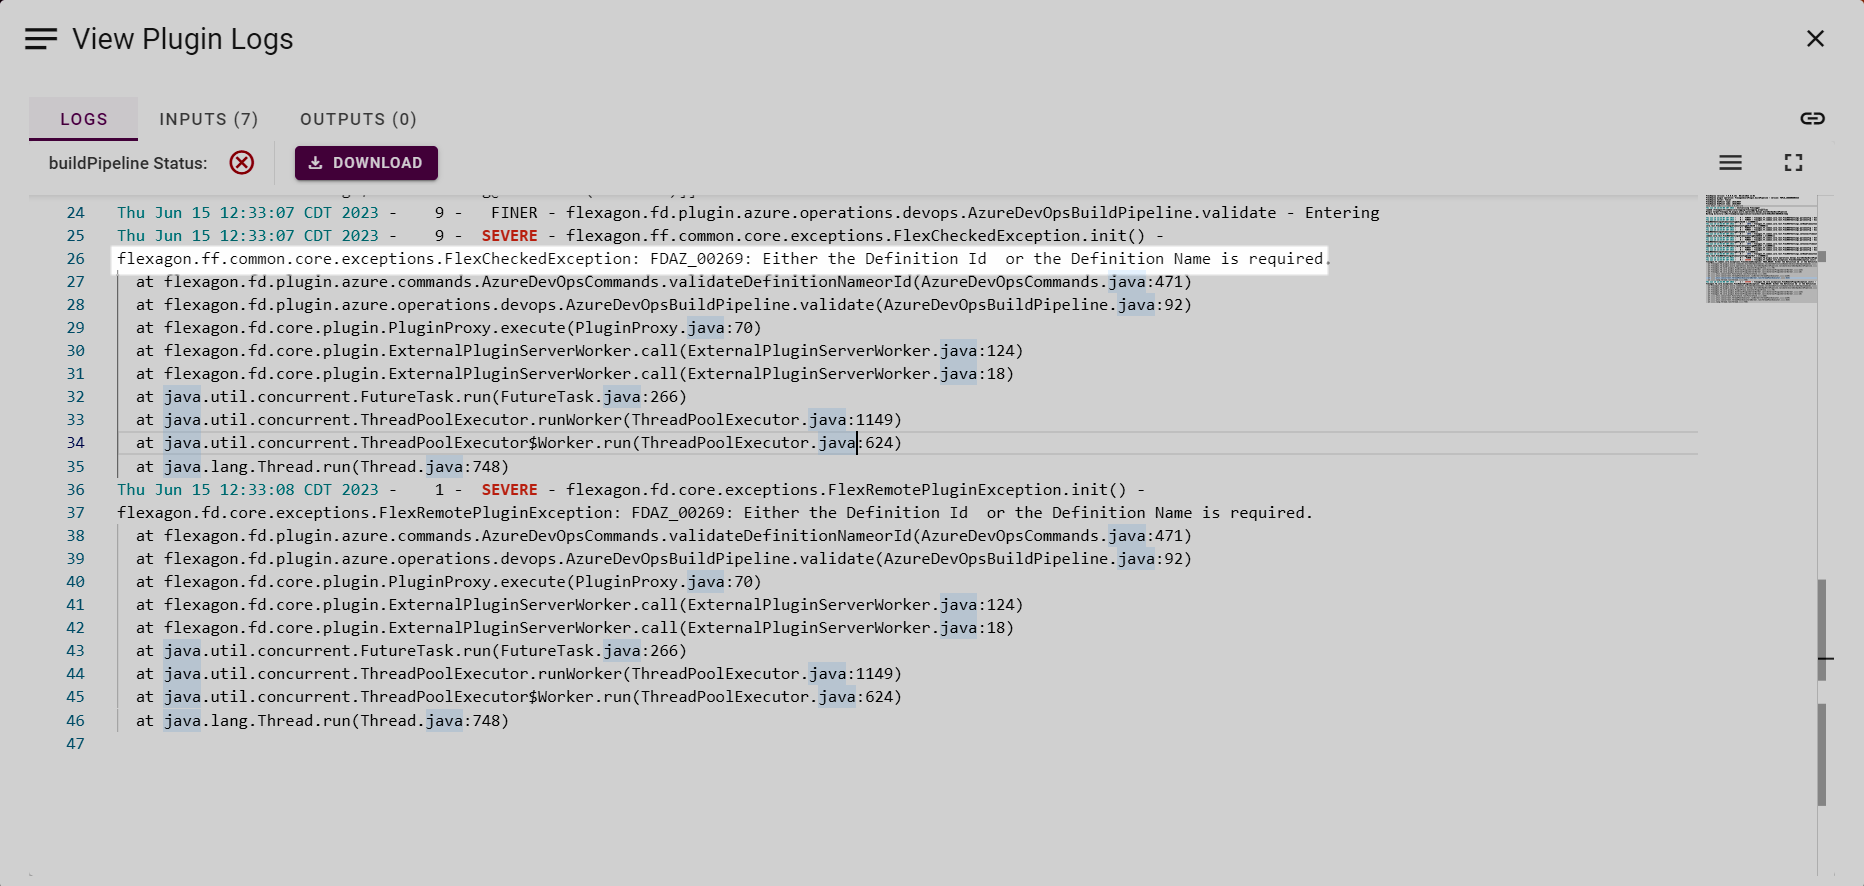 View Plugin Logs
LOGS INPUTS (7) OUTPUTS (0)
buildPipeline Status: DOWNLOAD
24 Thu Jun 15 12:33:07 CDT 2023 - 9 - FINER - flexagon.fd.plugin.azure.operations.devops.AzureDevOpsBuildPipeline.validate - Entering
25 Thu Jun 15 12:33:07 CDT 2023 - 9 - SEVERE - flexagon.ff.common.core.exceptions.FlexCheckedException.init() -
26 flexagon.ff.common.core.exceptions.FlexCheckedException: FDAZ_00269: Either the Definition Id  or the Definition Name is required.
27 at flexagon.fd.plugin.azure.commands.AzureDevOpsCommands.validateDefinitionNameorId(AzureDevOpsCommands.java:471)
28 at flexagon.fd.plugin.azure.operations.devops.AzureDevOpsBuildPipeline.validate(AzureDevOpsBuildPipeline.java:92)
29 at flexagon.fd.core.plugin.PluginProxy.execute(PluginProxy.java:70)
30 at flexagon.fd.core.plugin.ExternalPluginServerWorker.call(ExternalPluginServerWorker.java:124)
31 at flexagon.fd.core.plugin.ExternalPluginServerWorker.call(ExternalPluginServerWorker.java:18)
32 at java.util.concurrent.FutureTask.run(FutureTask.java:266)
33 at java.util.concurrent.ThreadPoolExecutor.runWorker(ThreadPoolExecutor.java:1149)
34 at java.util.concurrent.ThreadPoolExecutor$Worker.run(ThreadPoolExecutor.java:624)
35 at java.lang.Thread.run(Thread.java:748)
36 Thu Jun 15 12:33:08 CDT 2023 - 1 - SEVERE - flexagon.fd.core.exceptions.FlexRemotePluginException.init() -
37 flexagon.fd.core.exceptions.FlexRemotePluginException: FDAZ_00269: Either the Definition Id  or the Definition Name is required.
38 at flexagon.fd.plugin.azure.commands.AzureDevOpsCommands.validateDefinitionNameorId(AzureDevOpsCommands.java:471)
39 at flexagon.fd.plugin.azure.operations.devops.AzureDevOpsBuildPipeline.validate(AzureDevOpsBuildPipeline.java:92)
40 at flexagon.fd.core.plugin.PluginProxy.execute(PluginProxy.java:70)
41 at flexagon.fd.core.plugin.ExternalPluginServerWorker.call(ExternalPluginServerWorker.java:124)
42 at flexagon.fd.core.plugin.ExternalPluginServerWorker.call(ExternalPluginServerWorker.java:18)
43 at java.util.concurrent.FutureTask.run(FutureTask.java:266)
44 at java.util.concurrent.ThreadPoolExecutor.runWorker(ThreadPoolExecutor.java:1149)
45 at java.util.concurrent.ThreadPoolExecutor$Worker.run(ThreadPoolExecutor.java:624)
46 at java.lang.Thread.run(Thread.java:748)
47